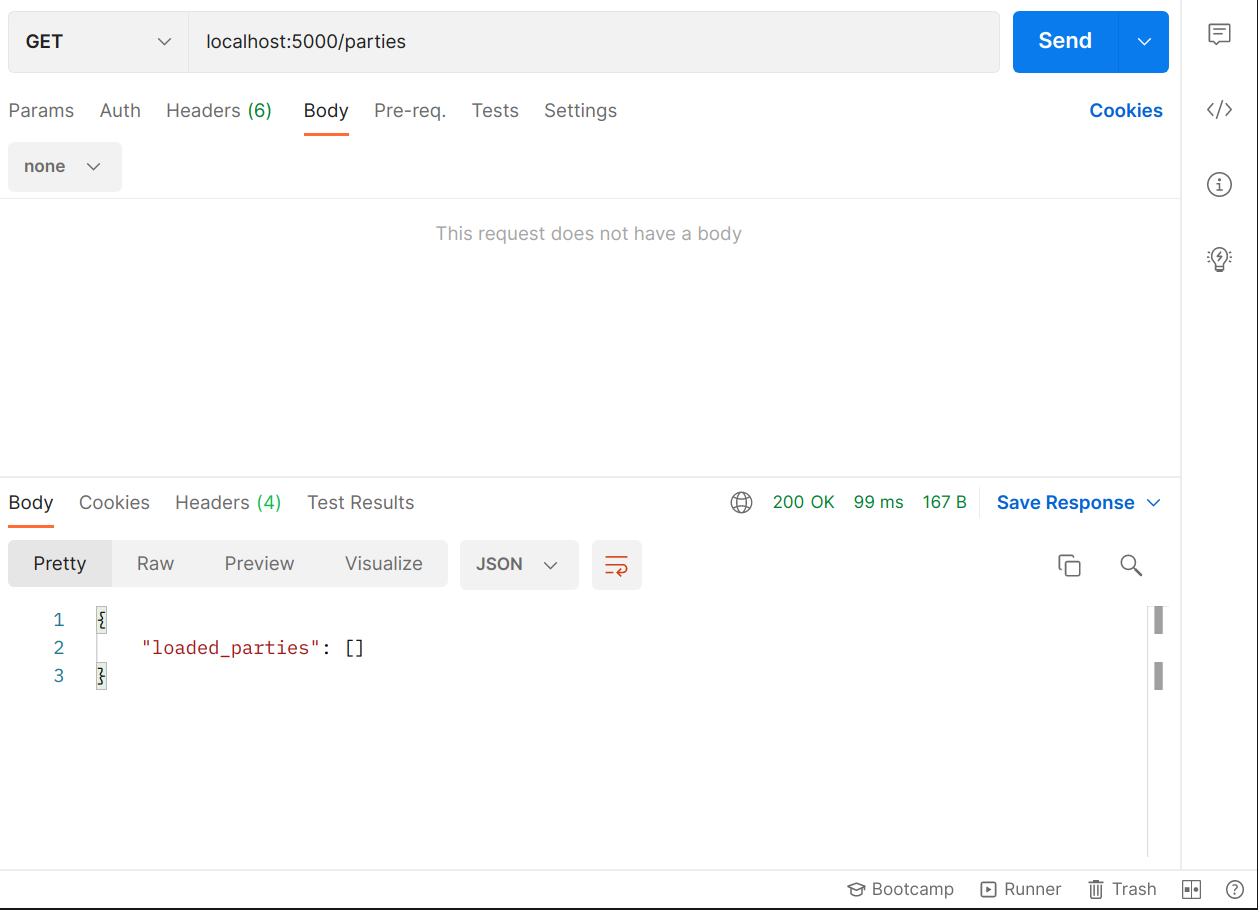 GET localhost:5000/parties Send
Params Auth Headers (6) Body Pre-req. Tests Settings Cookies
none
This request does not have a body
Body Cookies Headers (4) Test Results 200 OK 99 ms 167 B Save Response
Pretty Raw Preview Visualize JSON
1 {
2 "loaded_parties": []
3 }
Bootcamp Runner Trash